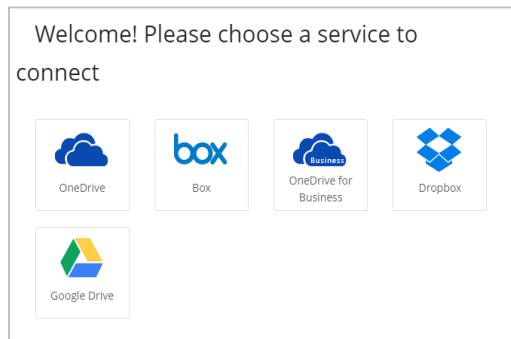 Welcome! Please choose a service to
connect
OneDrive
box
Box
Business
OneDrive for
Business
Dropbox
Google Drive